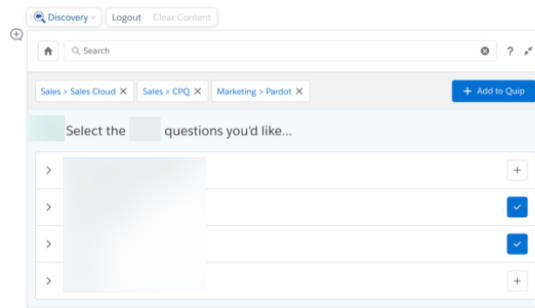 Discovery Logout Clear Content
Search ?
Sales > Sales Cloud Sales > CPQ Marketing > Pardot + Add to Quip
Select the questions you'd like...